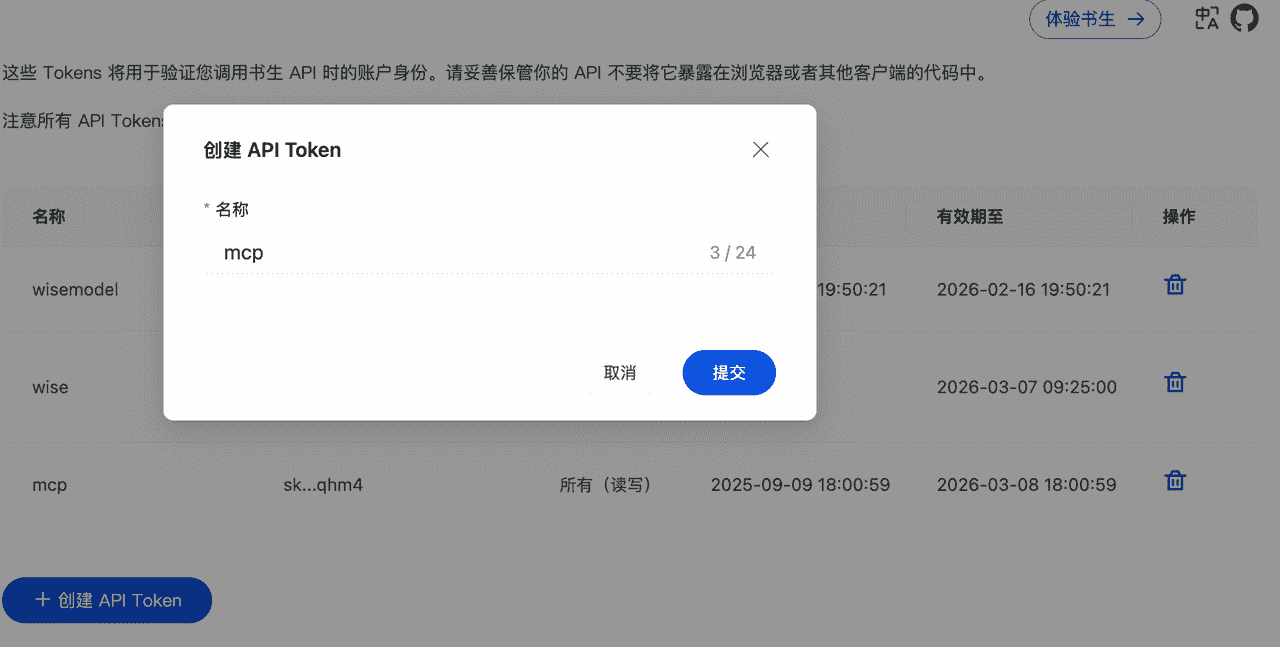 体验书生 →
这些 Tokens 将用于验证您调用书生 API 时的账户身份。请妥善保管你的 API 不要将它暴露在浏览器或者其他客户端的代码中。
注意所有 API Tokens
创建 API Token
* 名称
mcp 3 / 24
取消 提交
名称 有效期至 操作
wisemodel 19:50:21 2026-02-16 19:50:21
wise 2026-03-07 09:25:00
mcp sk...qhm4 所有（读写） 2025-09-09 18:00:59 2026-03-08 18:00:59
+ 创建 API Token